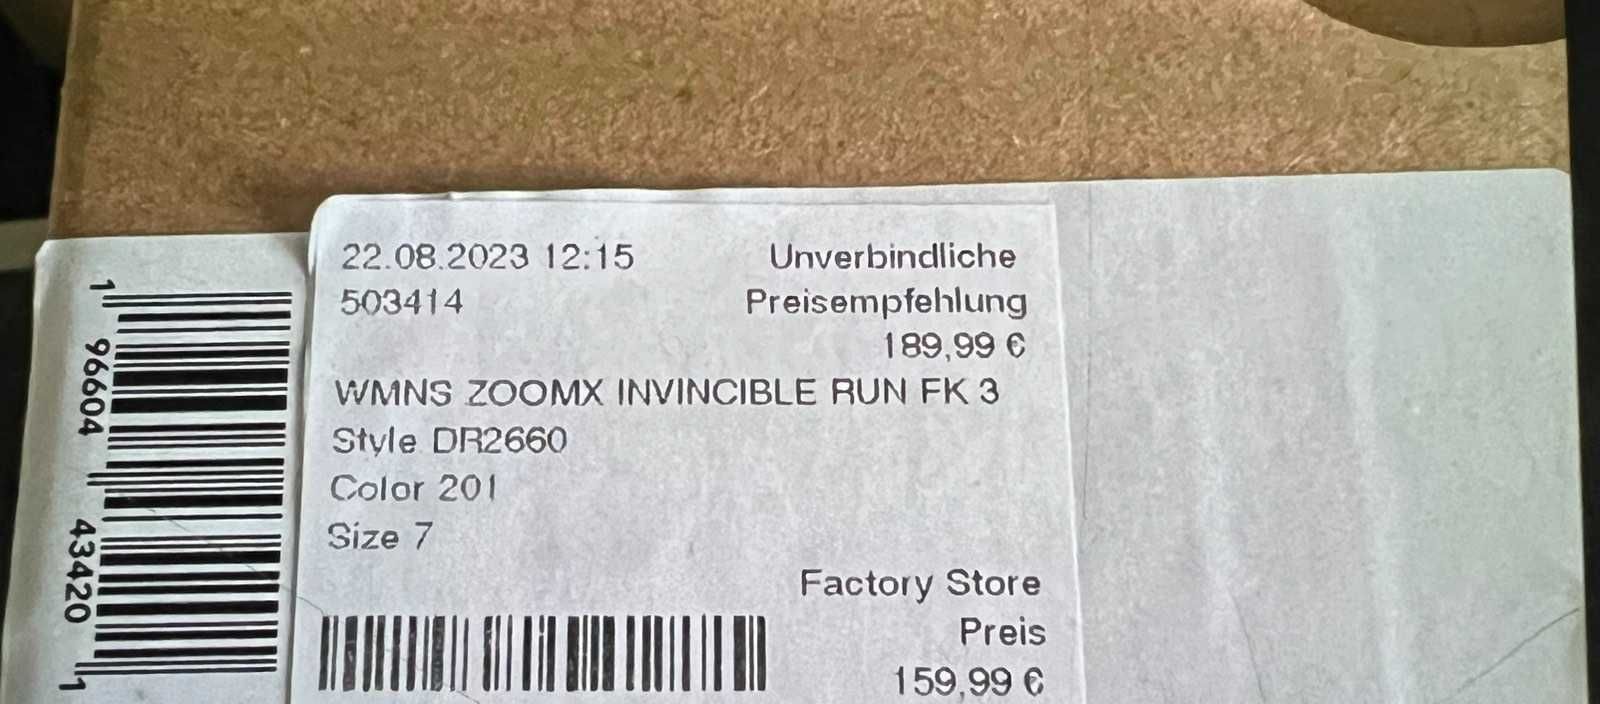 22.08.2023 12:15
503414
Unverbindliche
Preisempfehlung
189,99 €
WMNS ZOOMX INVINCIBLE RUN FK 3
Style DR2660
Color 201
Size 7
Factory Store
Preis
159,99 €
1 96604 43420 1